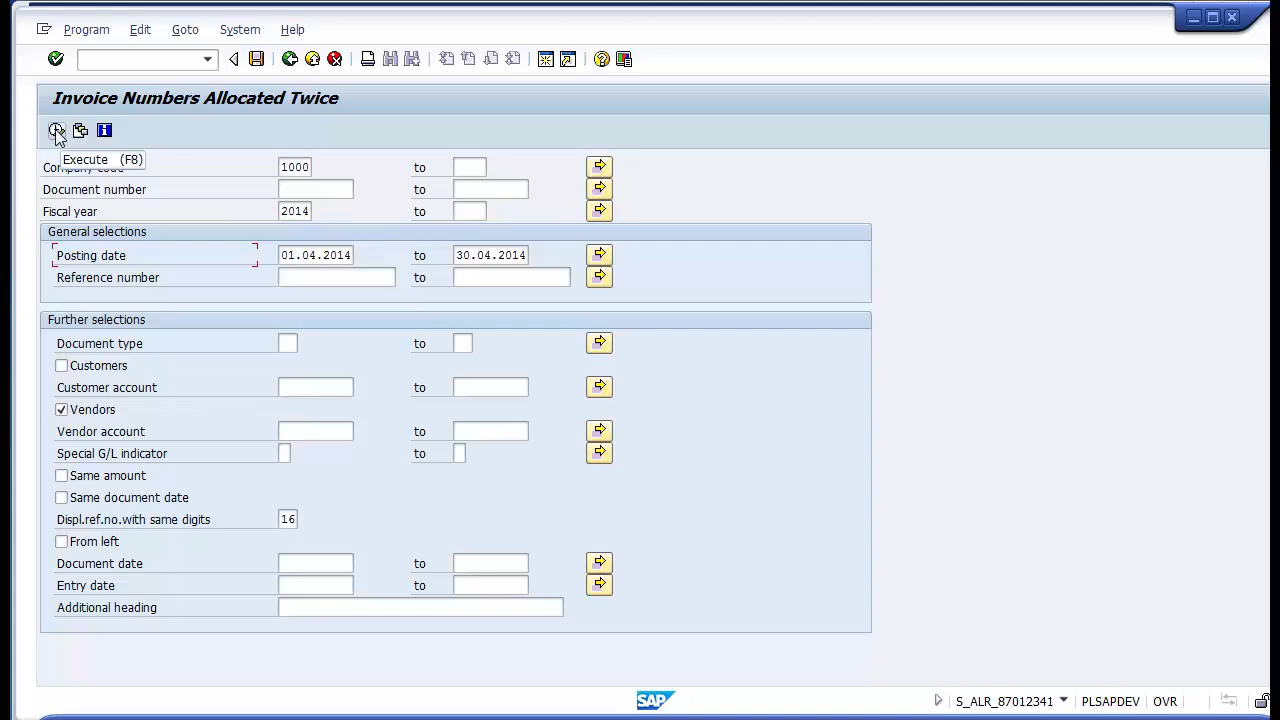 Program Edit Goto System Help
Invoice Numbers Allocated Twice
Execute (F8)
1000 to
Document number to
Fiscal year 2014 to
General selections
Posting date 01.04.2014 to 30.04.2014
Reference number to
Further selections
Document type to
Customers
Customer account to
Vendors
Vendor account to
Special G/L indicator to
Same amount
Same document date
Displ.ref.no.with same digits 16
From left
Document date to
Entry date to
Additional heading
SAP S_ALR_87012341 PLSAPDEV OVR